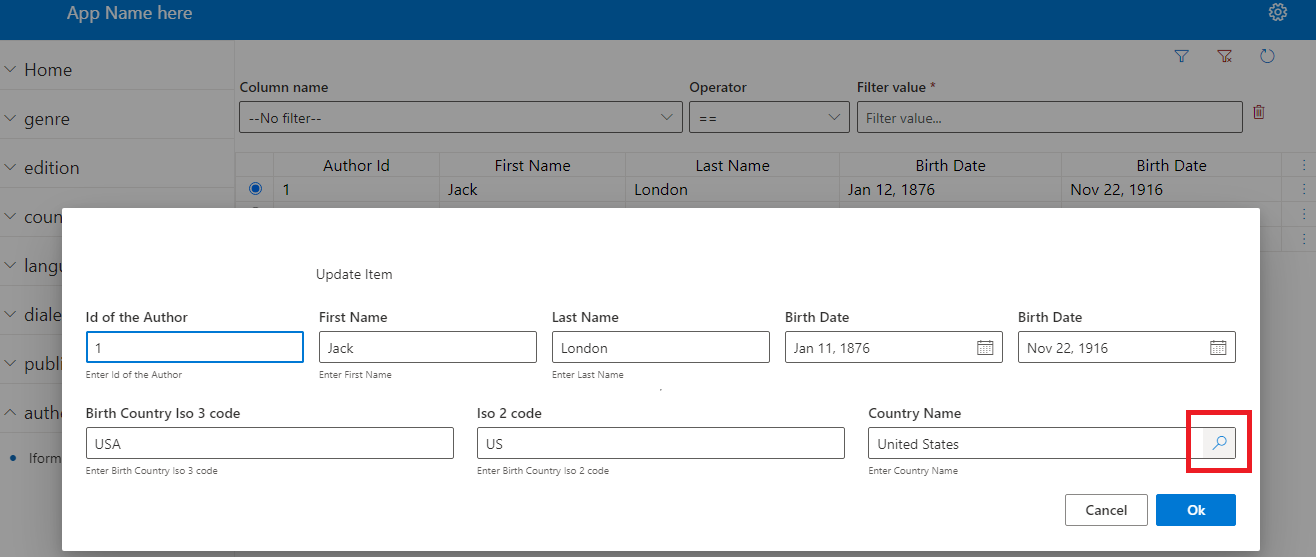 App Name here
Home
genre
edition
coun
langu
diale
publi
autho
Iform
Column name Operator Filter value *
--No filter-- == Filter value...
Author Id First Name Last Name Birth Date Birth Date
1 Jack London Jan 12, 1876 Nov 22, 1916
Update Item
Id of the Author First Name Last Name Birth Date Birth Date
1 Jack London Jan 11, 1876 Nov 22, 1916
Enter Id of the Author Enter First Name Enter Last Name
Birth Country Iso 3 code Iso 2 code Country Name
USA US United States
Enter Birth Country Iso 3 code Enter Birth Country Iso 2 code Enter Country Name
Cancel Ok